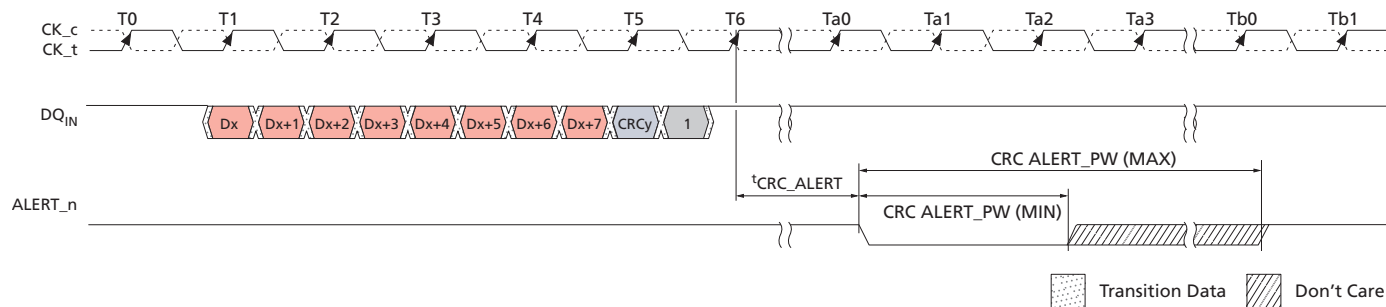 T0 T1 T2 T3 T4 T5 T6 Ta0 Ta1 Ta2 Ta3 Tb0 Tb1
CK_c
CK_t
DQIN
Dx Dx+1 Dx+2 Dx+3 Dx+4 Dx+5 Dx+6 Dx+7 CRCy 1
CRC ALERT_PW (MAX)
tCRC_ALERT
CRC ALERT_PW (MIN)
ALERT_n
Transition Data Don't Care